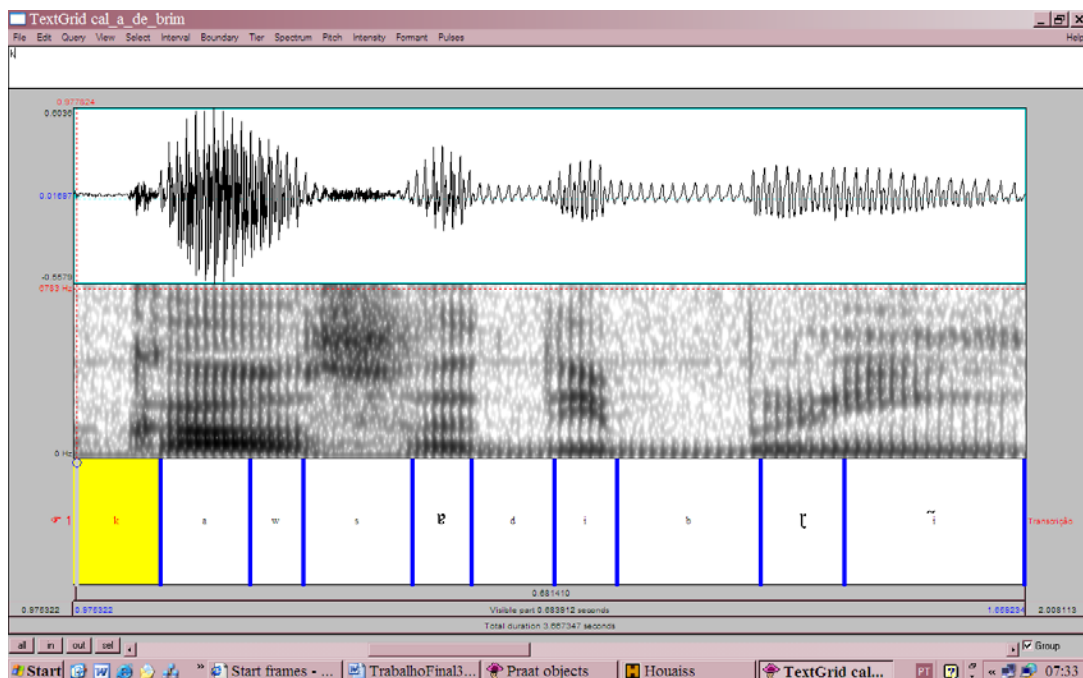 TextGrid cal_a_de_brim
File Edit Query View Select Interval Boundary Tier Spectrum Pitch Intensity Formant Pulses Help
k
0.977824
0.6036
0.01697
-0.5579
6783 Hz
0 Hz
1 k a w s ɐ d i b ɽ ĩ Transcrição
0.681410
0.976322 0.976322 Visible part 0.683912 seconds 2.008113
Total duration 3.667347 seconds
all in out sel Group
Start » Start frames - ... TrabalhoFinal3... Praat objects Houaiss TextGrid cal... PT « 07:33